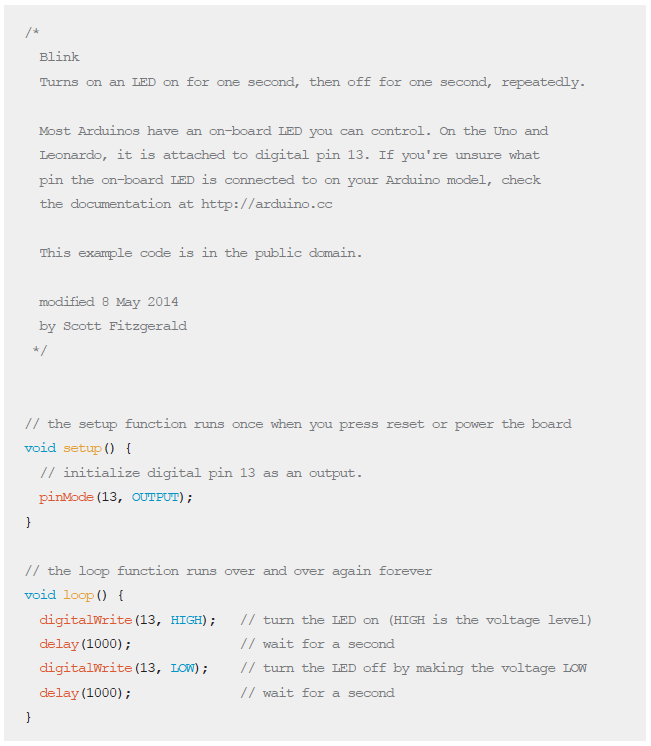 /*
  Blink
  Turns on an LED on for one second, then off for one second, repeatedly.

  Most Arduinos have an on-board LED you can control. On the Uno and
  Leonardo, it is attached to digital pin 13. If you're unsure what
  pin the on-board LED is connected to on your Arduino model, check
  the documentation at http://arduino.cc

  This example code is in the public domain.

  modified 8 May 2014
  by Scott Fitzgerald
 */


// the setup function runs once when you press reset or power the board
void setup() {
  // initialize digital pin 13 as an output.
  pinMode(13, OUTPUT);
}

// the loop function runs over and over again forever
void loop() {
  digitalWrite(13, HIGH);   // turn the LED on (HIGH is the voltage level)
  delay(1000);              // wait for a second
  digitalWrite(13, LOW);    // turn the LED off by making the voltage LOW
  delay(1000);              // wait for a second
}